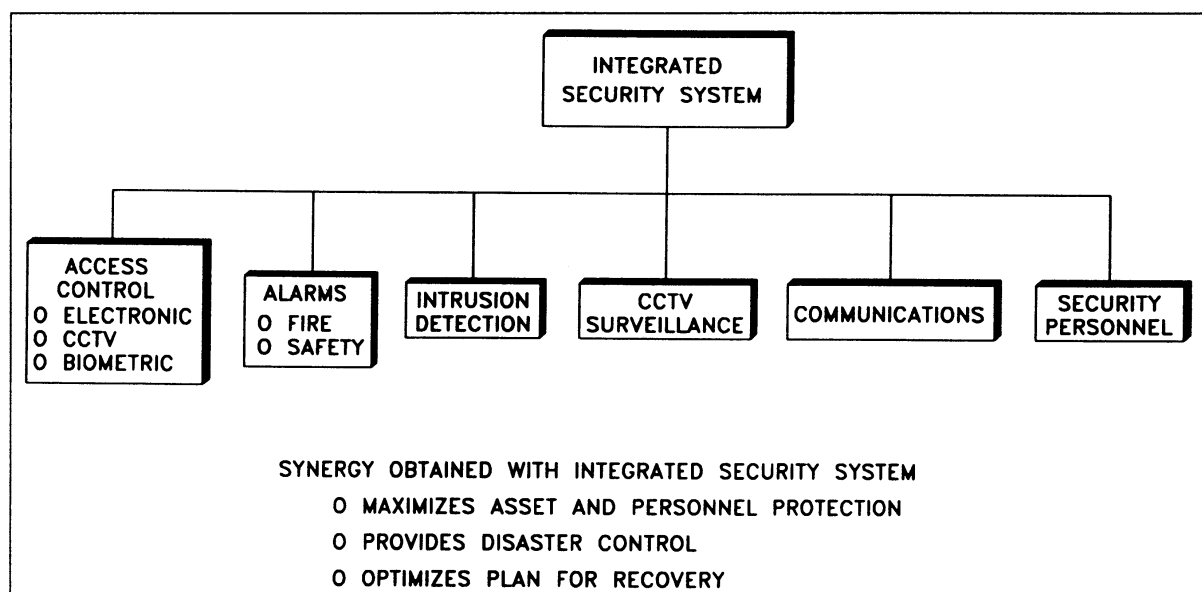 INTEGRATED
SECURITY SYSTEM
ACCESS
CONTROL
O ELECTRONIC
O CCTV
O BIOMETRIC
ALARMS
O FIRE
O SAFETY
INTRUSION
DETECTION
CCTV
SURVEILLANCE
COMMUNICATIONS
SECURITY
PERSONNEL
SYNERGY OBTAINED WITH INTEGRATED SECURITY SYSTEM
O MAXIMIZES ASSET AND PERSONNEL PROTECTION
O PROVIDES DISASTER CONTROL
O OPTIMIZES PLAN FOR RECOVERY